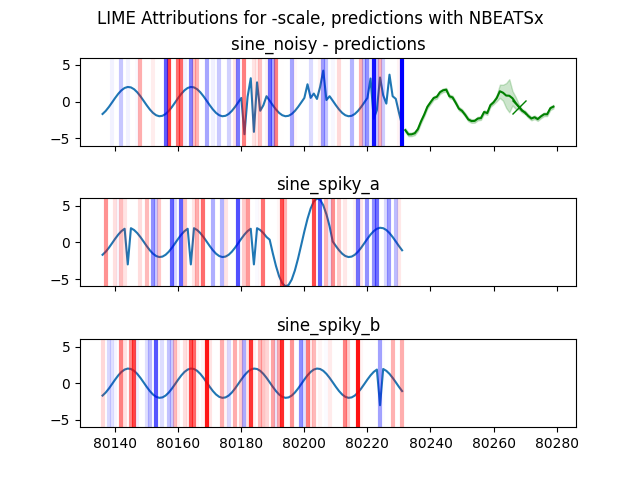 LIME Attributions for -scale, predictions with NBEATSx
sine_noisy - predictions
5
0
−5
sine_spiky_a
5
0
−5
sine_spiky_b
5
0
−5
80140 80160 80180 80200 80220 80240 80260 80280